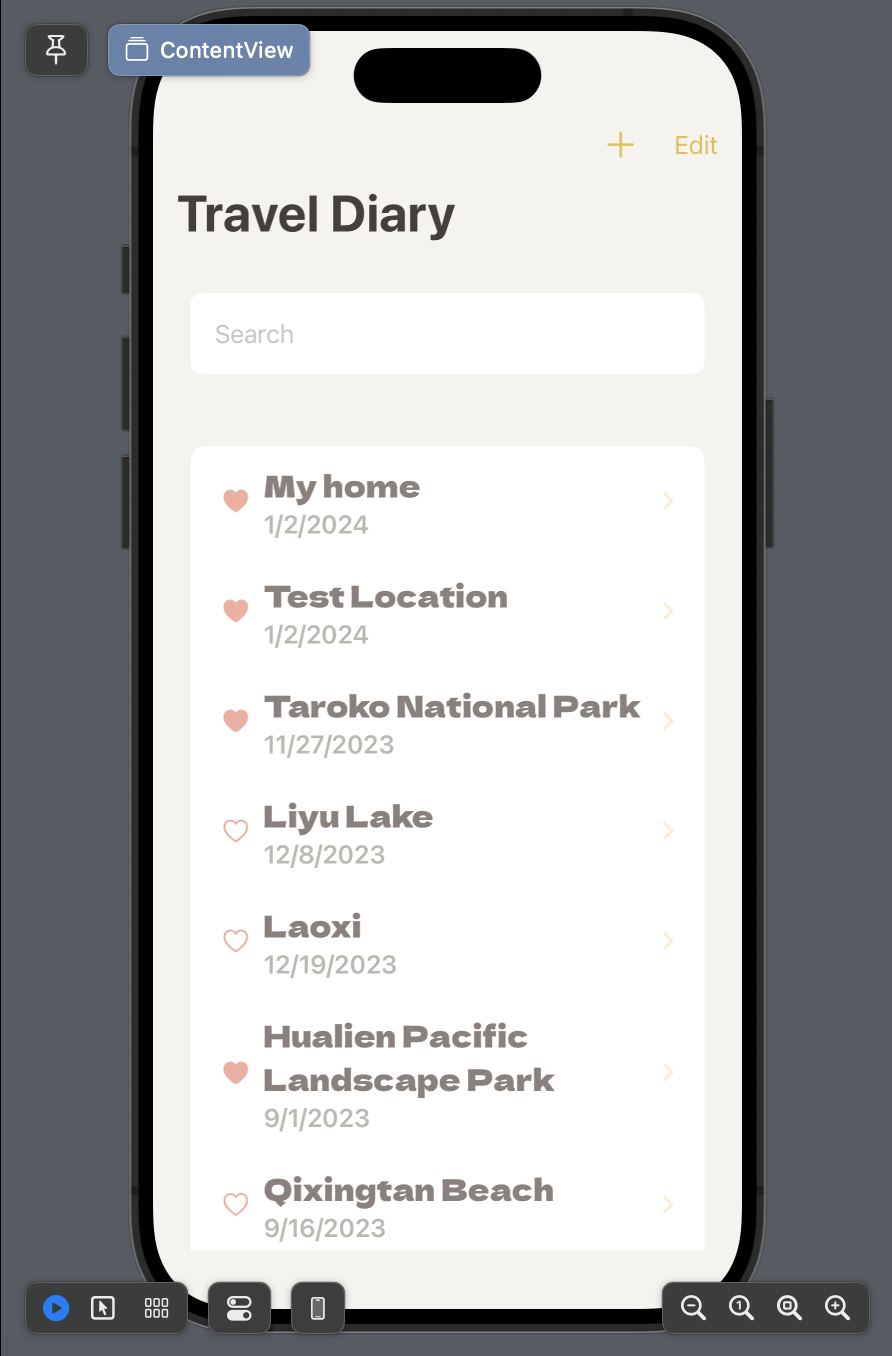 ContentView
Edit
Travel Diary
Search
My home
1/2/2024
Test Location
1/2/2024
Taroko National Park
11/27/2023
Liyu Lake
12/8/2023
Laoxi
12/19/2023
Hualien Pacific
Landscape Park
9/1/2023
Qixingtan Beach
9/16/2023